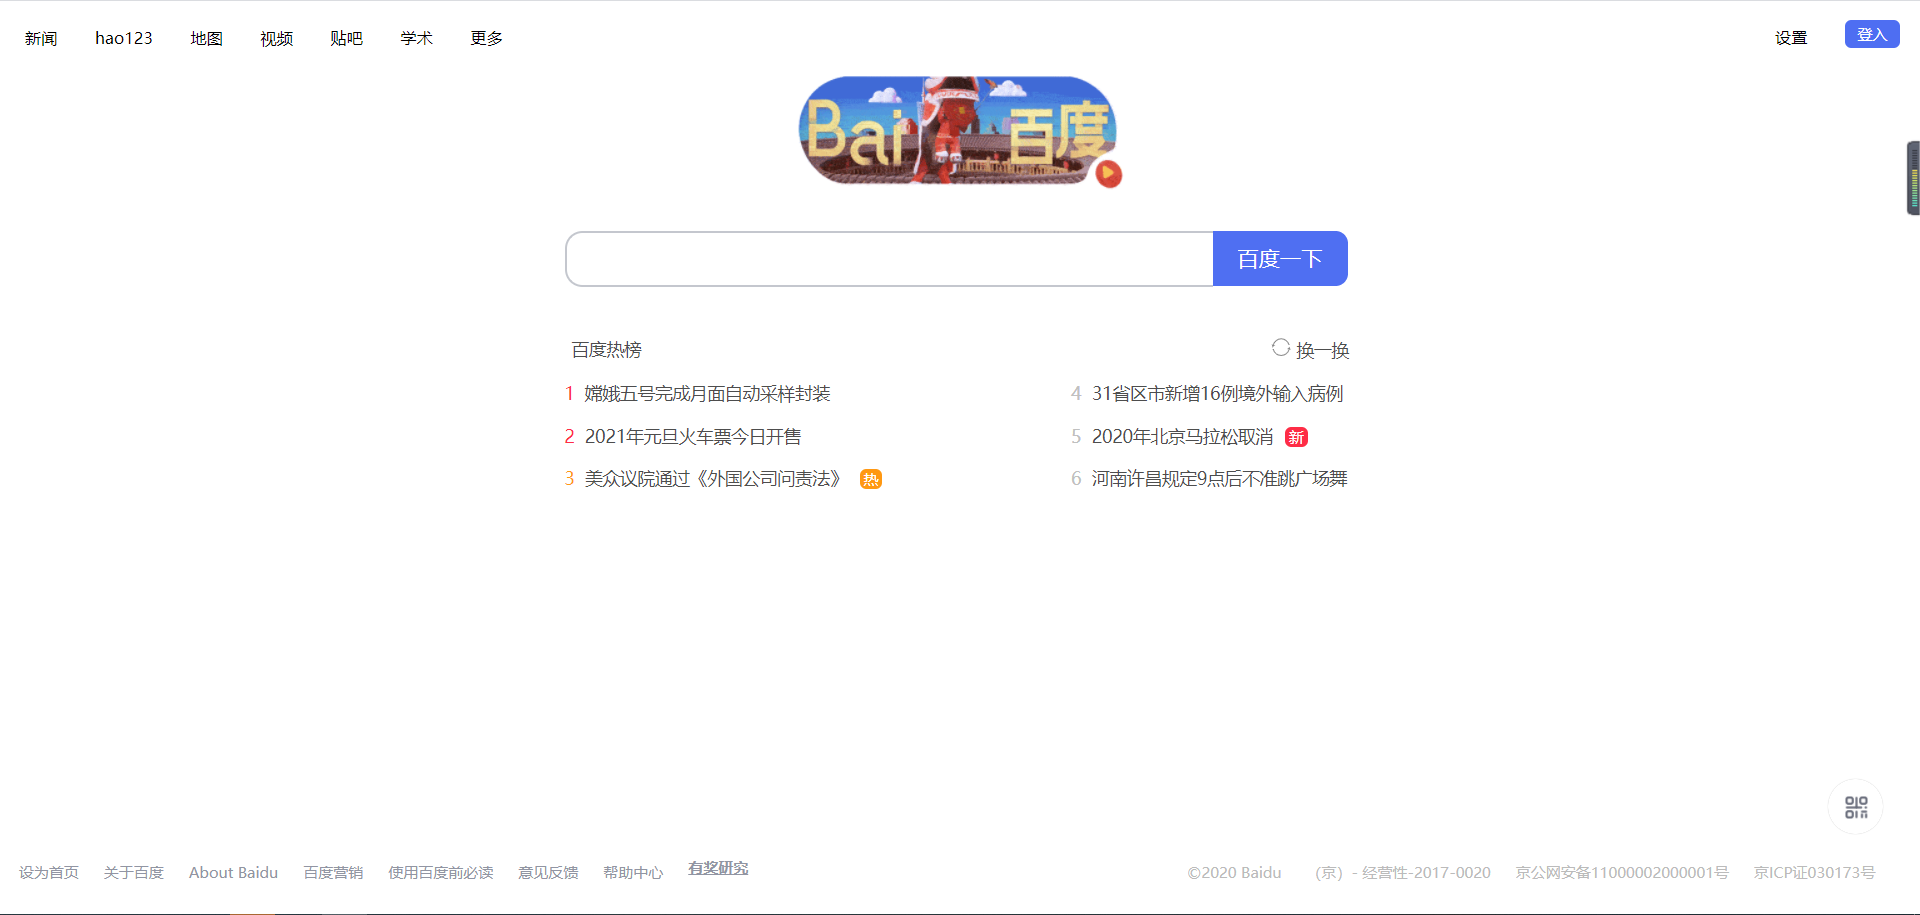 新闻 hao123 地图 视频 贴吧 学术 更多 设置 登入
Bai 百度
百度一下
百度热榜 换一换
1 嫦娥五号完成月面自动采样封装
2 2021年元旦火车票今日开售
3 美众议院通过《外国公司问责法》 热
4 31省区市新增16例境外输入病例
5 2020年北京马拉松取消 新
6 河南许昌规定9点后不准跳广场舞
设为首页 关于百度 About Baidu 百度营销 使用百度前必读 意见反馈 帮助中心 有奖研究 ©2020 Baidu (京) - 经营性-2017-0020 京公网安备11000002000001号 京ICP证030173号